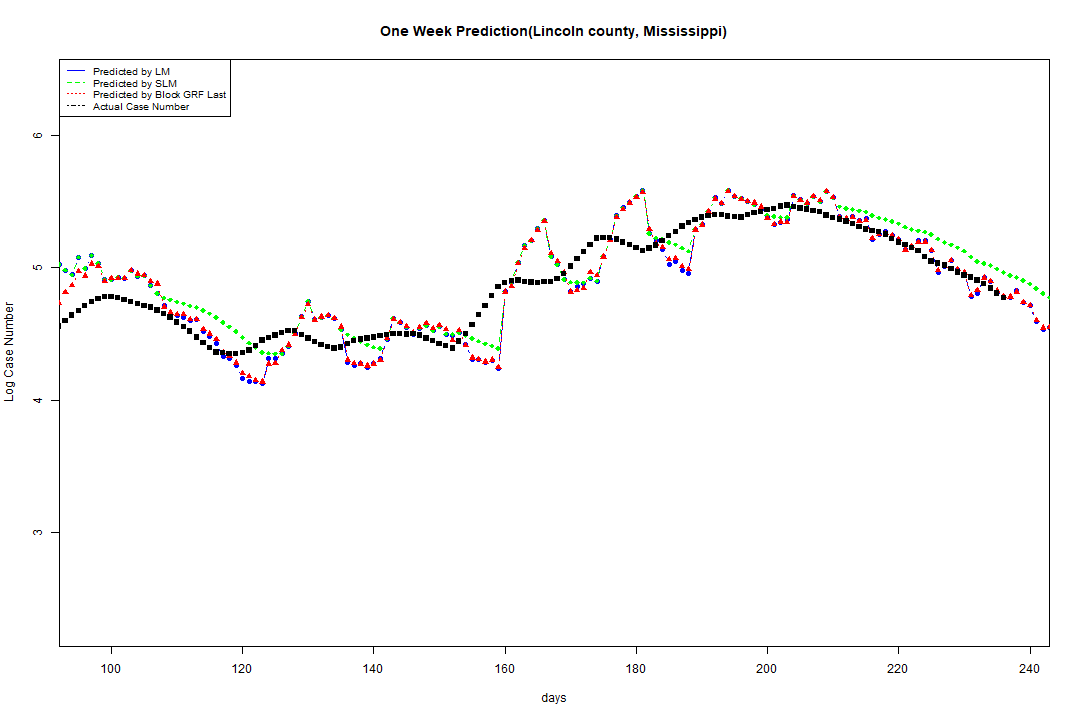 One Week Prediction(Lincoln county, Mississippi)
Predicted by LM
Predicted by SLM
Predicted by Block GRF Last
Actual Case Number
6
5
4
3
Log Case Number
100 120 140 160 180 200 220 240
days